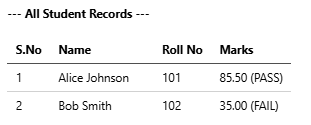 --- All Student Records ---
S.No Name Roll No Marks
1 Alice Johnson 101 85.50 (PASS)
2 Bob Smith 102 35.00 (FAIL)